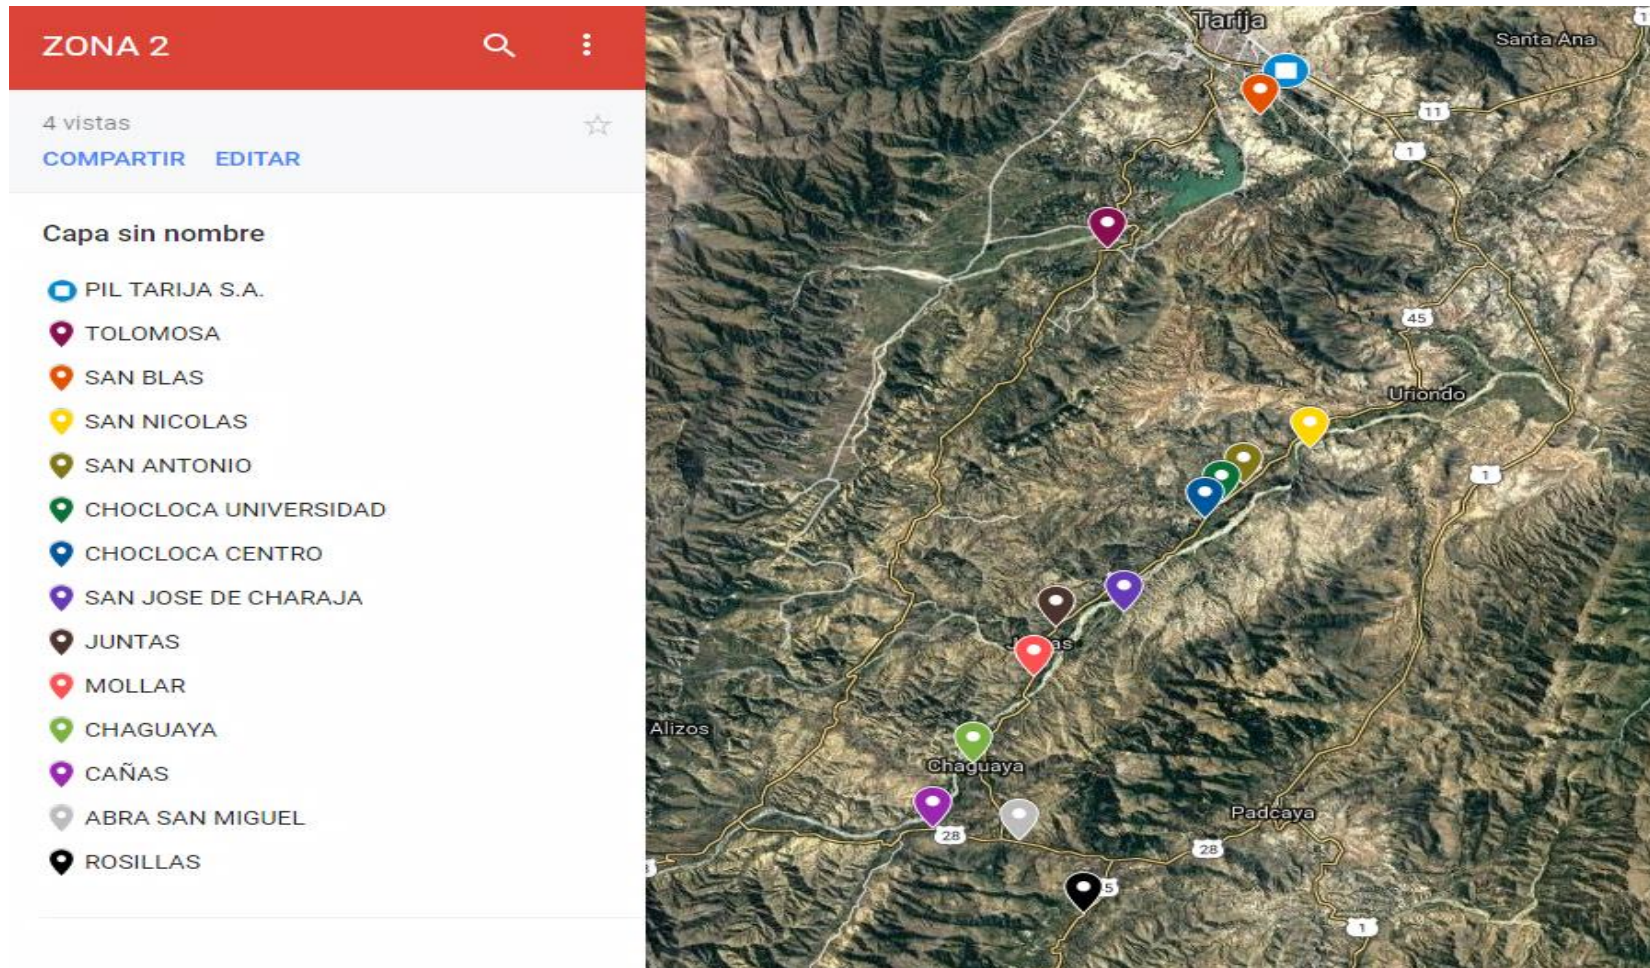 ZONA 2
4 vistas
COMPARTIR EDITAR
Capa sin nombre
PIL TARIJA S.A.
TOLOMOSA
SAN BLAS
SAN NICOLAS
SAN ANTONIO
CHOCLOCA UNIVERSIDAD
CHOCLOCA CENTRO
SAN JOSE DE CHARAJA
JUNTAS
MOLLAR
CHAGUAYA
CAÑAS
ABRA SAN MIGUEL
ROSILLAS
Tarija
Santa Ana
11
1
45
Uriondo
1
Alizos
Chaguaya
Padcaya
28
28
1